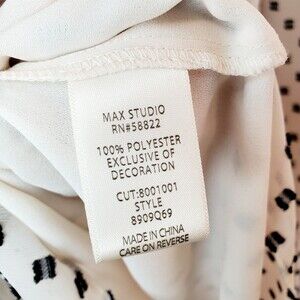 MAX STUDIO
RN#58822
100% POLYESTER
EXCLUSIVE OF
DECORATION
CUT:8001001
STYLE
8909Q69
MADE IN CHINA
CARE ON REVERSE